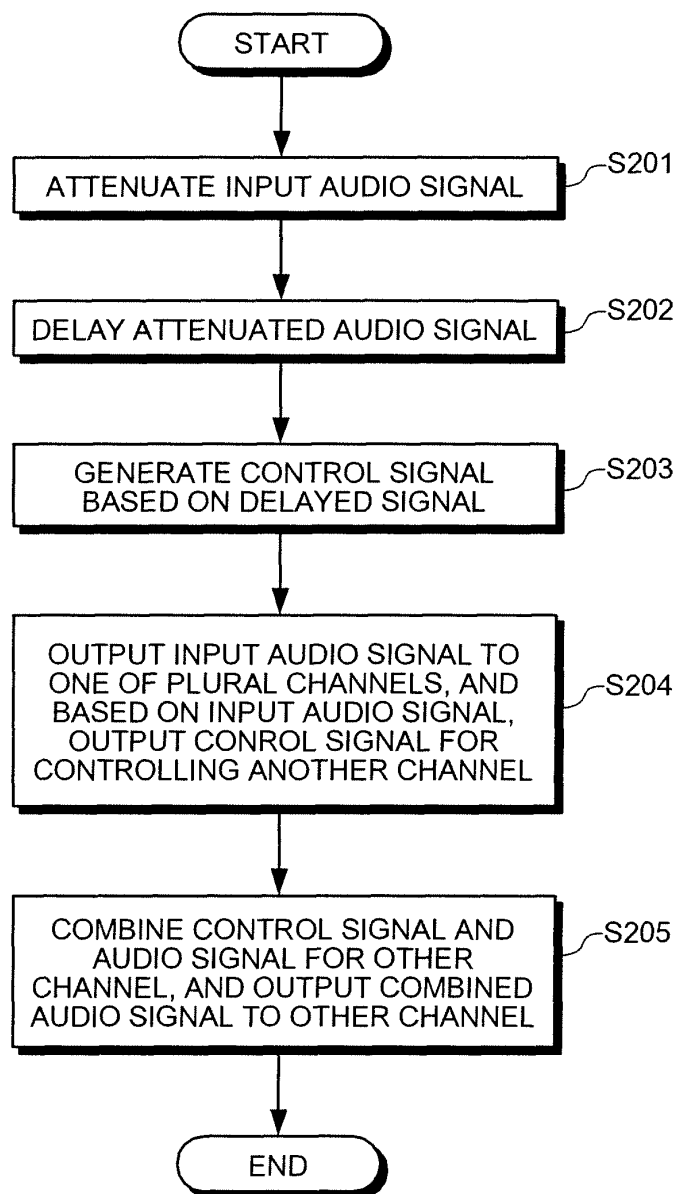 START
ATTENUATE INPUT AUDIO SIGNAL
S201
DELAY ATTENUATED AUDIO SIGNAL
S202
GENERATE CONTROL SIGNAL
BASED ON DELAYED SIGNAL
S203
OUTPUT INPUT AUDIO SIGNAL TO
ONE OF PLURAL CHANNELS, AND
BASED ON INPUT AUDIO SIGNAL,
OUTPUT CONROL SIGNAL FOR
CONTROLLING ANOTHER CHANNEL
S204
COMBINE CONTROL SIGNAL AND
AUDIO SIGNAL FOR OTHER
CHANNEL, AND OUTPUT COMBINED
AUDIO SIGNAL TO OTHER CHANNEL
S205
END